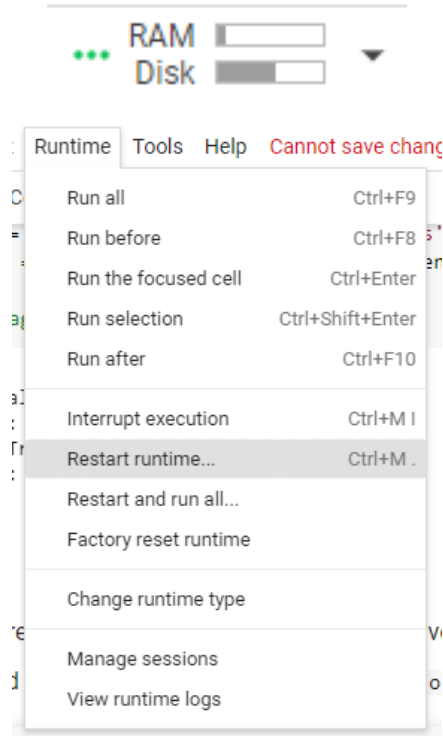 RAM
Disk
Runtime Tools Help Cannot save chang
Run all Ctrl+F9
Run before Ctrl+F8
Run the focused cell Ctrl+Enter
Run selection Ctrl+Shift+Enter
Run after Ctrl+F10
Interrupt execution Ctrl+M I
Restart runtime... Ctrl+M .
Restart and run all...
Factory reset runtime
Change runtime type
Manage sessions
View runtime logs